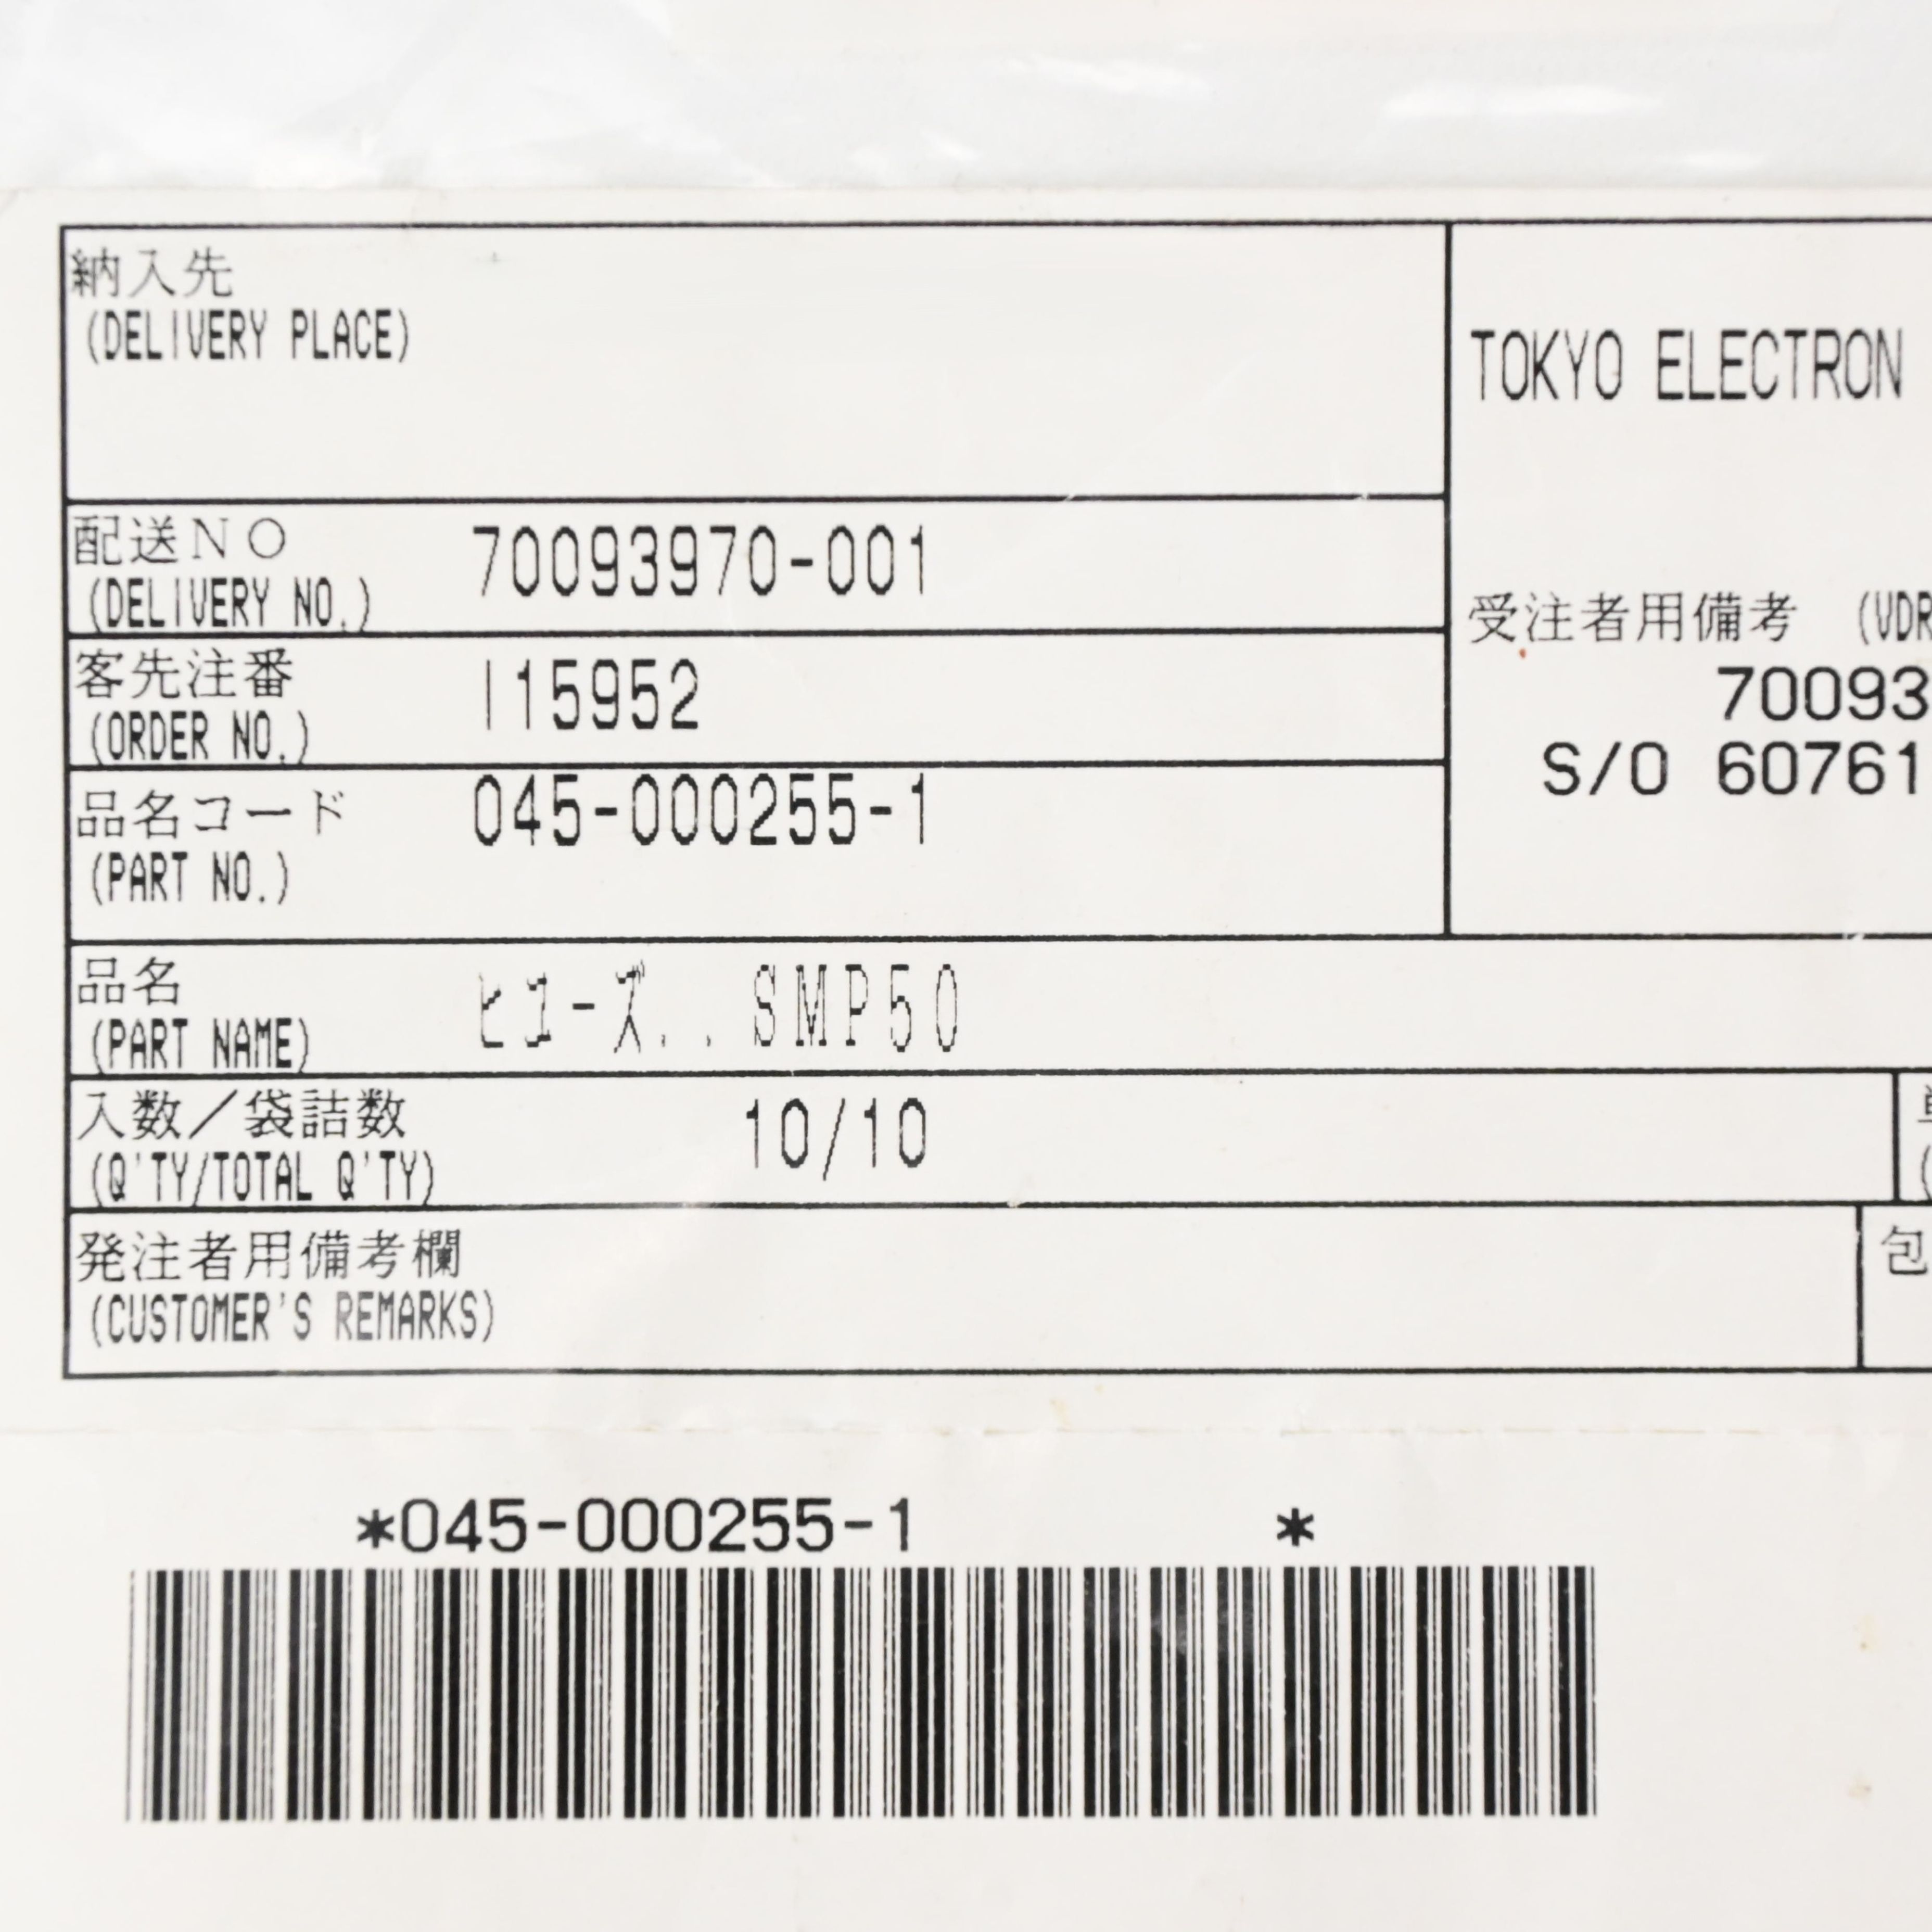 納入先
(DELIVERY PLACE)
TOKYO ELECTRON
配送NO 70093970-001
(DELIVERY NO.)
受注者用備考 (VDR
客先注番 115952
(ORDER NO.)
70093
S/O 60761
品名コード 045-000255-1
(PART NO.)
品名 ヒユーズ,,SMP50
(PART NAME)
入数/袋詰数 10/10
(Q'TY/TOTAL Q'TY)
発注者用備考欄 包
(CUSTOMER'S REMARKS)
*045-000255-1 *